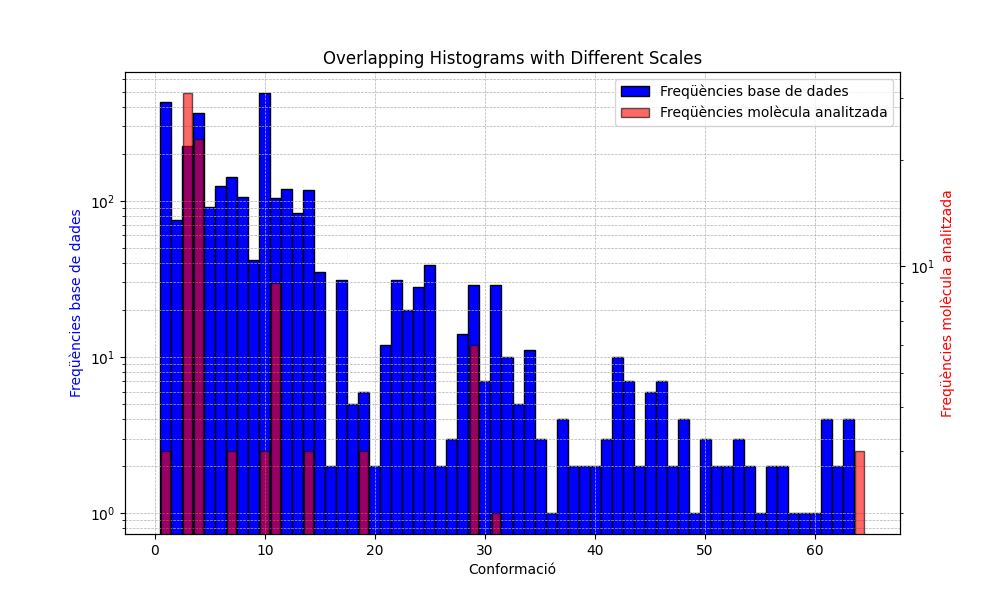 Overlapping Histograms with Different Scales
Freqüències base de dades
Freqüències molècula analitzada
10²
10¹
10⁰
10¹
Freqüències base de dades
Freqüències molècula analitzada
0 10 20 30 40 50 60
Conformació